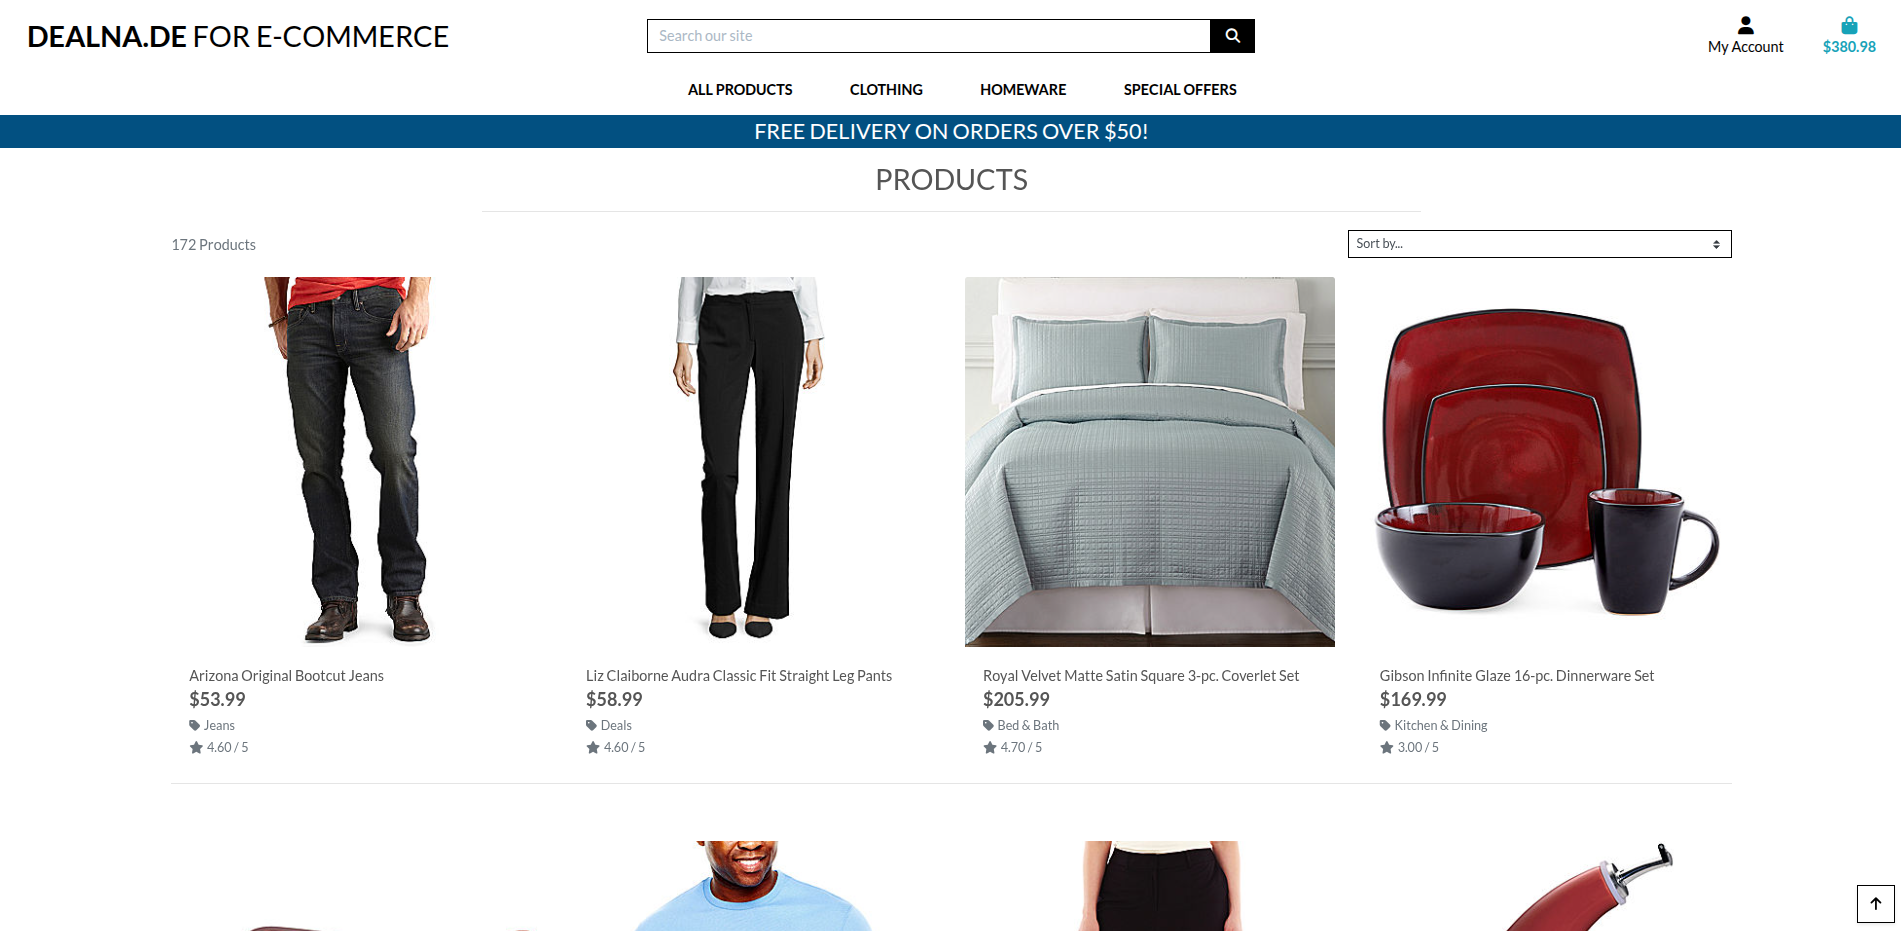 DEALNA.DE FOR E-COMMERCE
Search our site
My Account
$380.98
ALL PRODUCTS
CLOTHING
HOMEWARE
SPECIAL OFFERS
FREE DELIVERY ON ORDERS OVER $50!
PRODUCTS
172 Products
Sort by...
Arizona Original Bootcut Jeans
$53.99
Jeans
4.60 / 5
Liz Claiborne Audra Classic Fit Straight Leg Pants
$58.99
Deals
4.60 / 5
Royal Velvet Matte Satin Square 3-pc. Coverlet Set
$205.99
Bed & Bath
4.70 / 5
Gibson Infinite Glaze 16-pc. Dinnerware Set
$169.99
Kitchen & Dining
3.00 / 5